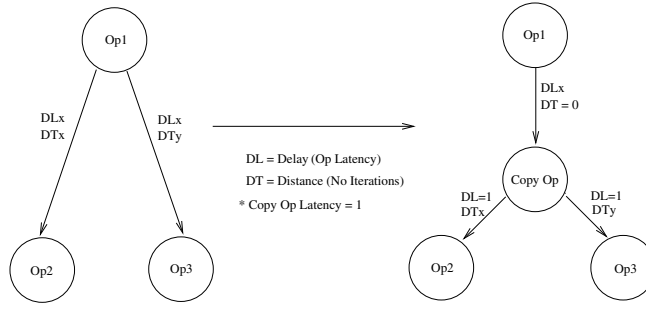 Op1
DLx
DTx
DLx
DTy
Op2
Op3
DL = Delay (Op Latency)
DT = Distance (No Iterations)
* Copy Op Latency = 1
Op1
DLx
DT = 0
Copy Op
DL=1
DTx
DL=1
DTy
Op2
Op3